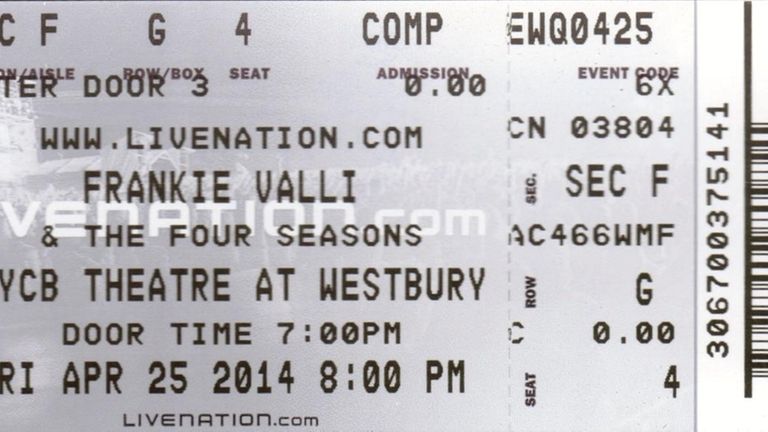 C F G 4 COMP EWQ0425
ON/AISLE ROW/BOX SEAT ADMISSION EVENT CODE
TER DOOR 3 0.00 6X
WWW.LIVENATION.COM CN 03804
FRANKIE VALLI SEC. SEC F
VENATION.com
& THE FOUR SEASONS AC466WMF
YCB THEATRE AT WESTBURY ROW G
DOOR TIME 7:00PM C 0.00
RI APR 25 2014 8:00 PM SEAT 4
LIVENATION.com
306700375141